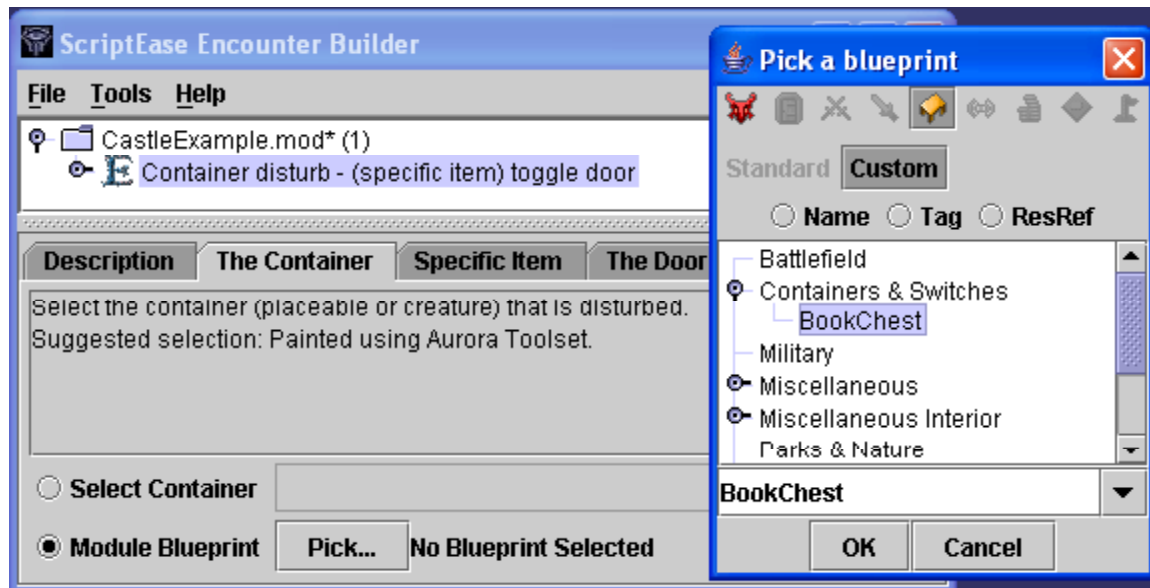 ScriptEase Encounter Builder
File Tools Help
CastleExample.mod* (1)
Container disturb - (specific item) toggle door
Description The Container Specific Item The Door
Select the container (placeable or creature) that is disturbed.
Suggested selection: Painted using Aurora Toolset.
Select Container
Module Blueprint Pick... No Blueprint Selected
Pick a blueprint
Standard Custom
Name Tag ResRef
Battlefield
Containers & Switches
BookChest
Military
Miscellaneous
Miscellaneous Interior
Parks & Nature
BookChest
OK Cancel